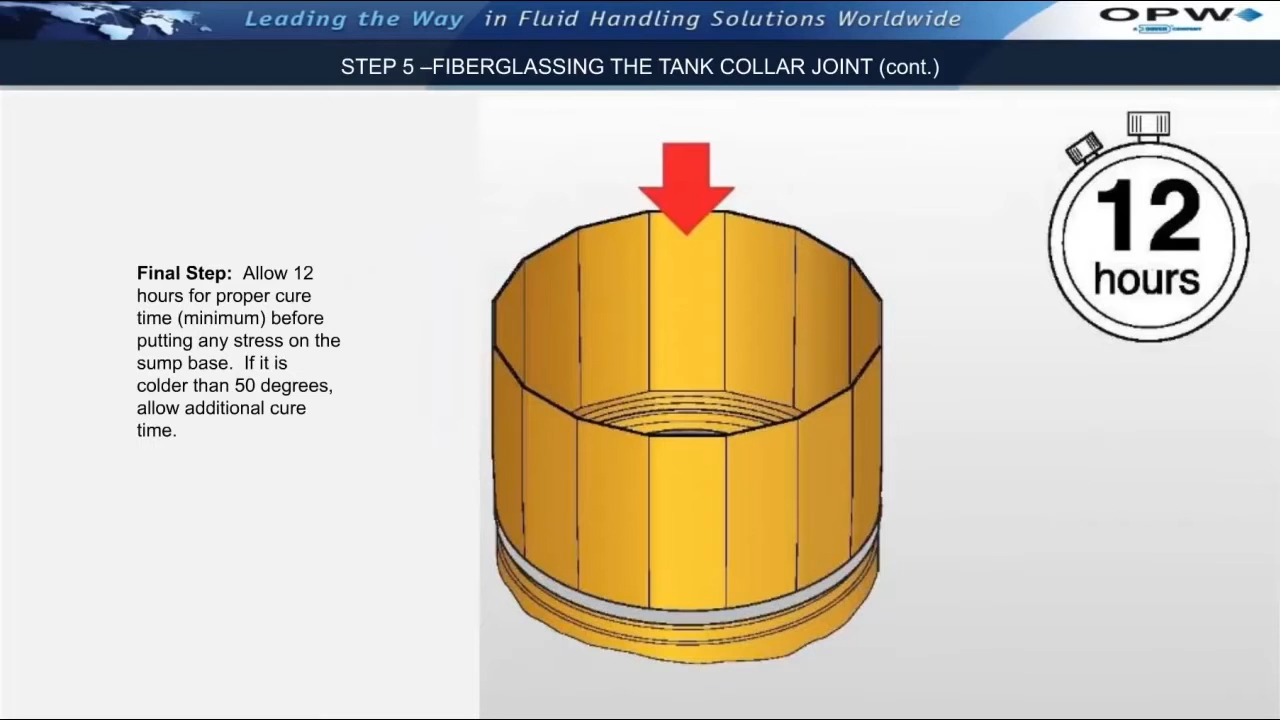 Leading the Way in Fluid Handling Solutions Worldwide
OPW
STEP 5 –FIBERGLASSING THE TANK COLLAR JOINT (cont.)
12
hours
Final Step:  Allow 12
hours for proper cure
time (minimum) before
putting any stress on the
sump base.  If it is
colder than 50 degrees,
allow additional cure
time.